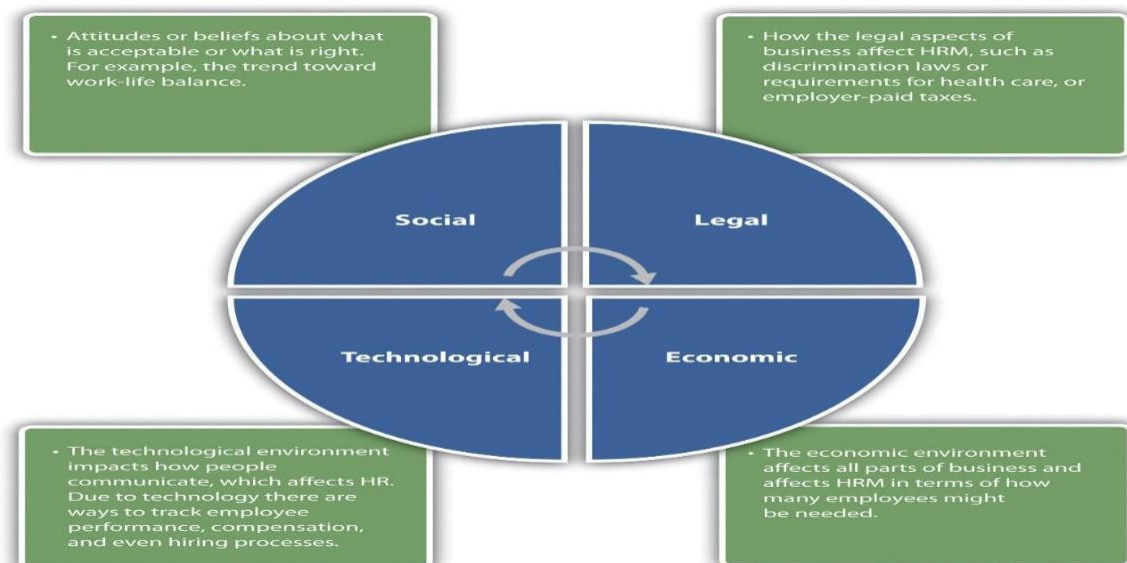 • Attitudes or beliefs about what
is acceptable or what is right.
For example, the trend toward
work-life balance.
• How the legal aspects of
business affect HRM, such as
discrimination laws or
requirements for health care, or
employer-paid taxes.
Social
Legal
Technological
Economic
• The technological environment
impacts how people
communicate, which affects HR.
Due to technology there are
ways to track employee
performance, compensation,
and even hiring processes.
• The economic environment
affects all parts of business and
affects HRM in terms of how
many employees might
be needed.